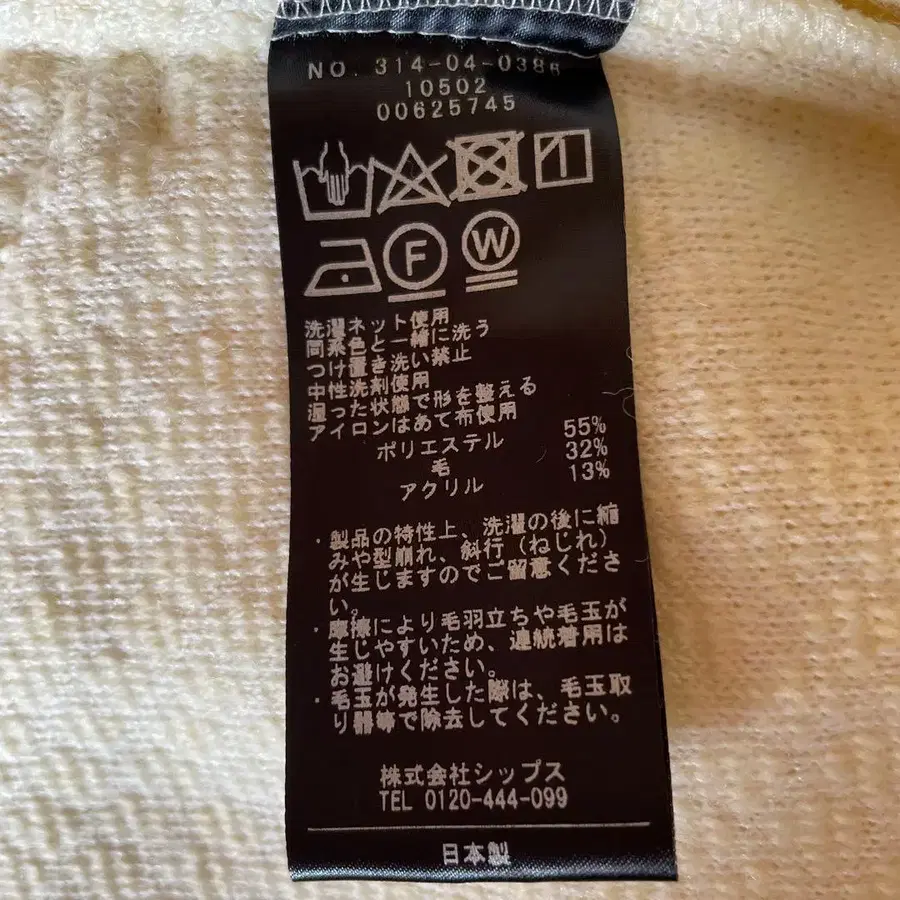 NO. 314-04-0386
10502
00625745
F
W
洗濯ネット使用
同系色と一緒に洗う
つけ置き洗い禁止
中性洗剤使用
湿った状態で形を整える
アイロンはあて布使用
ポリエステル 55%
毛 32%
アクリル 13%
・製品の特性上、洗濯の後に縮
みや型崩れ、斜行（ねじれ）
が生じますのでご留意くださ
い。
・摩擦により毛羽立ちや毛玉が
生じやすいため、連続着用は
お避けください。
・毛玉が発生した際は、毛玉取
り器等で除去してください。
株式会社シップス
TEL 0120-444-099
日本製